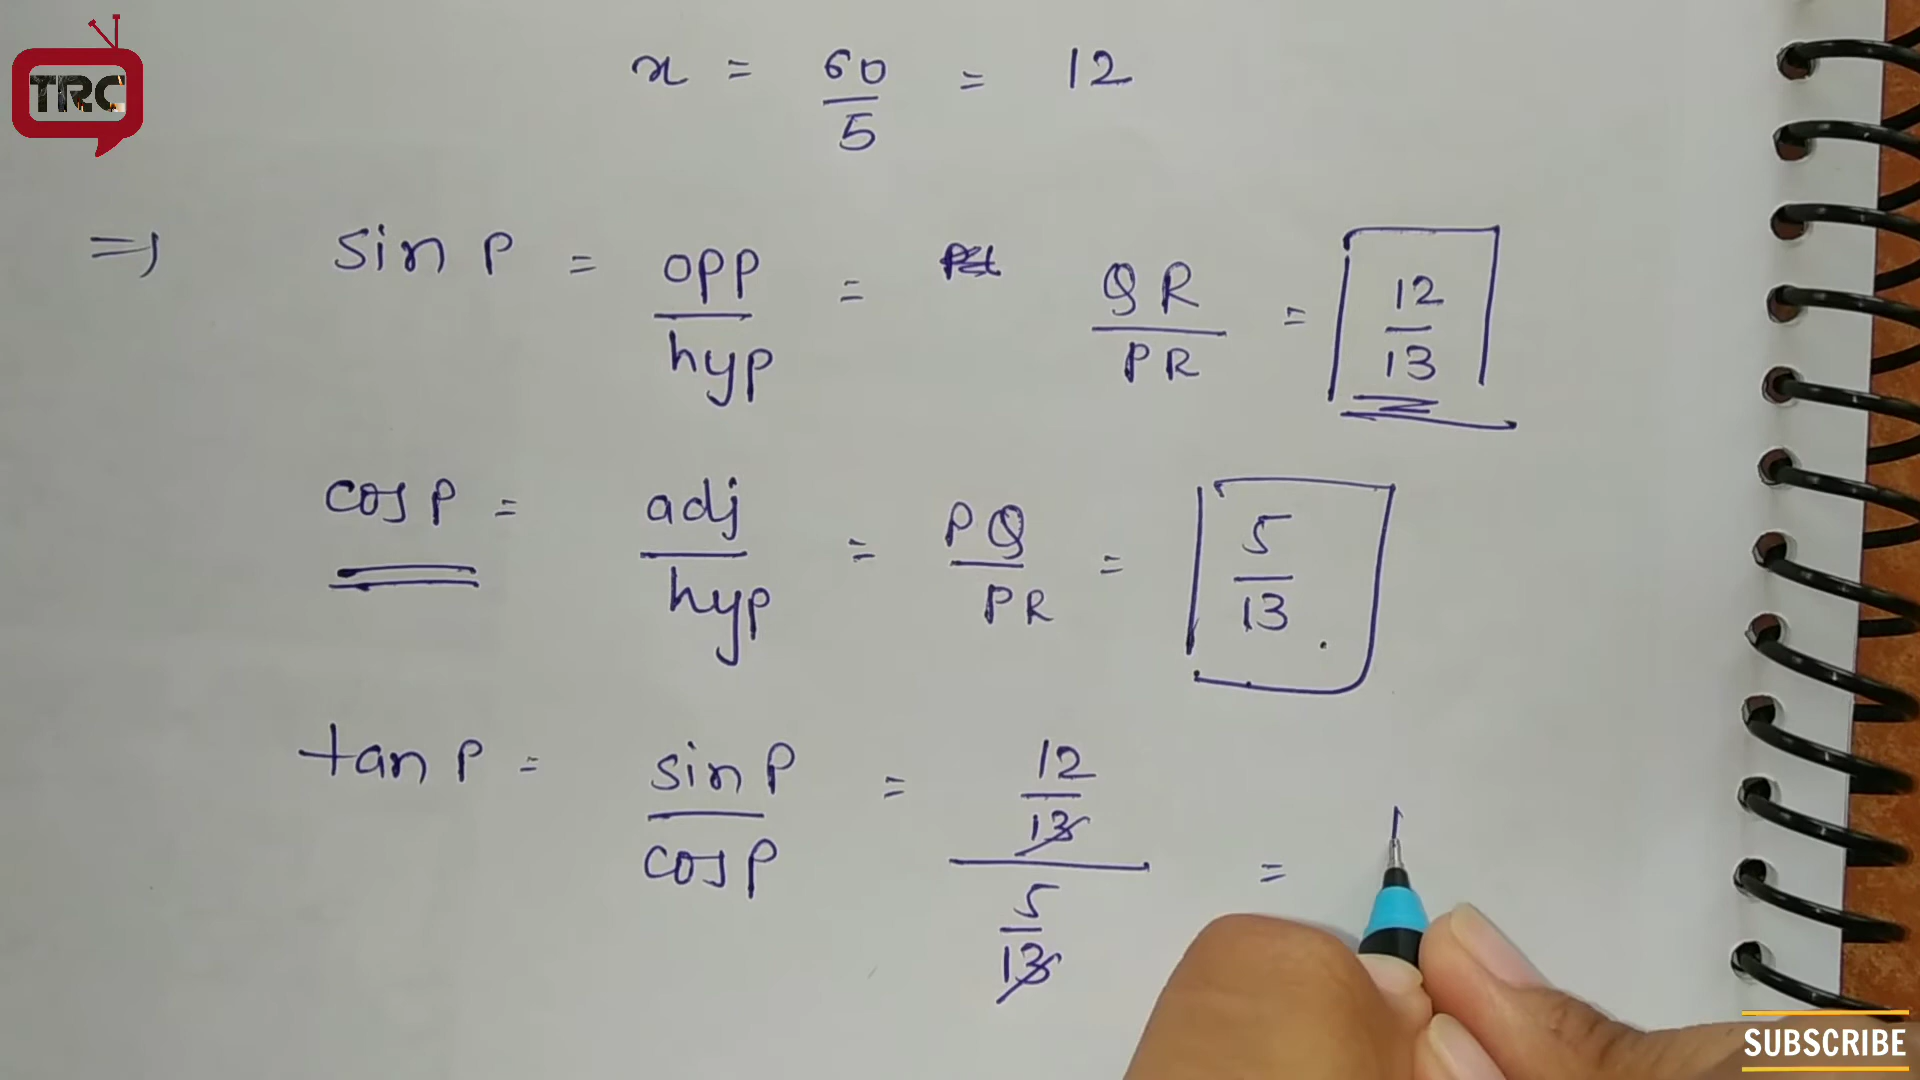 TRC
x = 60/5 = 12
⇒ sin P = opp/hyp = QR/PR = 12/13
cos P = adj/hyp = PQ/PR = 5/13.
tan P = sin P/cos P = (12/13)/(5/13) = 1
SUBSCRIBE